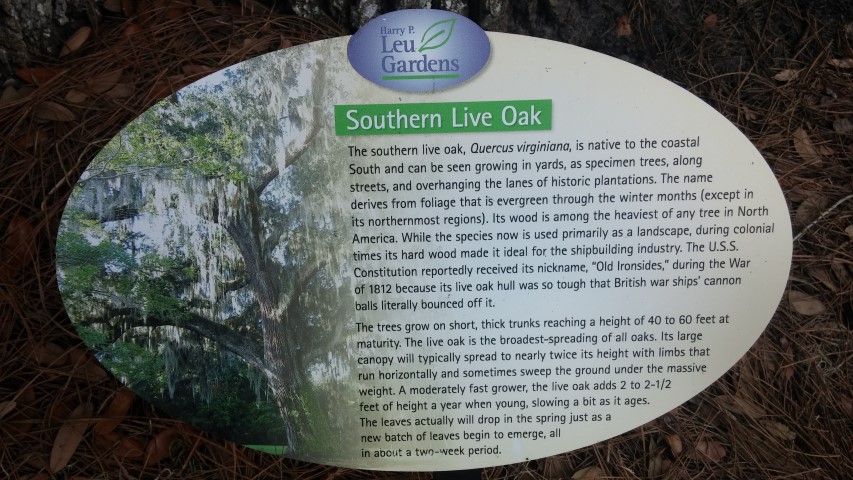 Harry P.
Leu
Gardens
Southern Live Oak
The southern live oak, Quercus virginiana, is native to the coastal
South and can be seen growing in yards, as specimen trees, along
streets, and overhanging the lanes of historic plantations. The name
derives from foliage that is evergreen through the winter months (except in
its northernmost regions). Its wood is among the heaviest of any tree in North
America. While the species now is used primarily as a landscape, during colonial
times its hard wood made it ideal for the shipbuilding industry. The U.S.S.
Constitution reportedly received its nickname, "Old Ironsides," during the War
of 1812 because its live oak hull was so tough that British war ships' cannon
balls literally bounced off it.
The trees grow on short, thick trunks reaching a height of 40 to 60 feet at
maturity. The live oak is the broadest-spreading of all oaks. Its large
canopy will typically spread to nearly twice its height with limbs that
run horizontally and sometimes sweep the ground under the massive
weight. A moderately fast grower, the live oak adds 2 to 2-1/2
feet of height a year when young, slowing a bit as it ages.
The leaves actually will drop in the spring just as a
new batch of leaves begin to emerge, all
in about a two-week period.